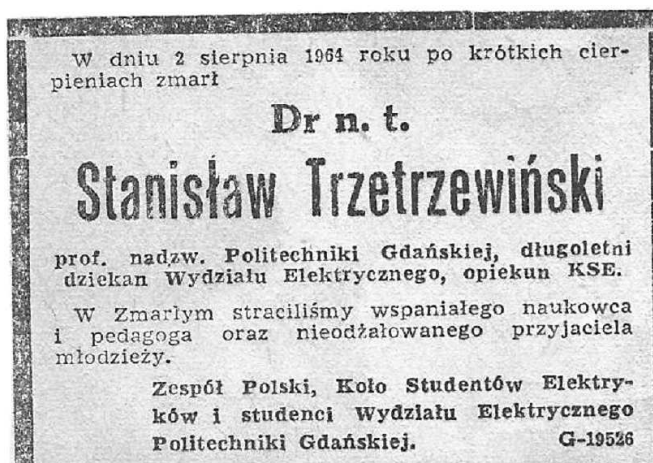 W dniu 2 sierpnia 1964 roku po krótkich cier-
pieniach zmarł
Dr n. t.
Stanisław Trzetrzewiński
prof. nadzw. Politechniki Gdańskiej, długoletni
dziekan Wydziału Elektrycznego, opiekun KSE.
W Zmarłym straciliśmy wspaniałego naukowca
i pedagoga oraz nieodżałowanego przyjaciela
młodzieży.
Zespół Polski, Koło Studentów Elektry-
ków i studenci Wydziału Elektrycznego
Politechniki Gdańskiej. G-19526